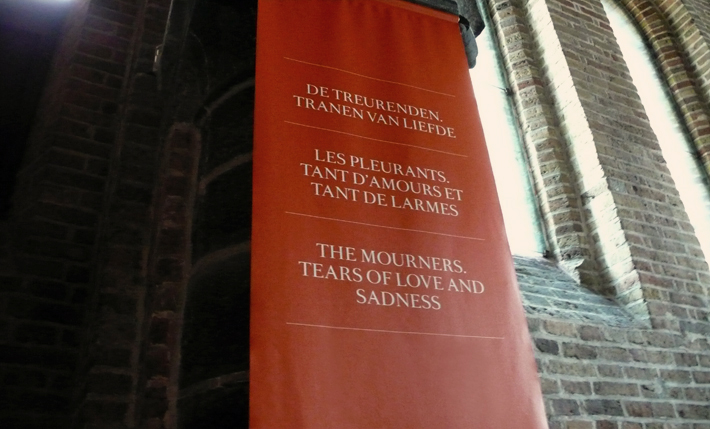 DE TREURENDEN.
TRANEN VAN LIEFDE
LES PLEURANTS.
TANT D'AMOURS ET
TANT DE LARMES
THE MOURNERS.
TEARS OF LOVE AND
SADNESS